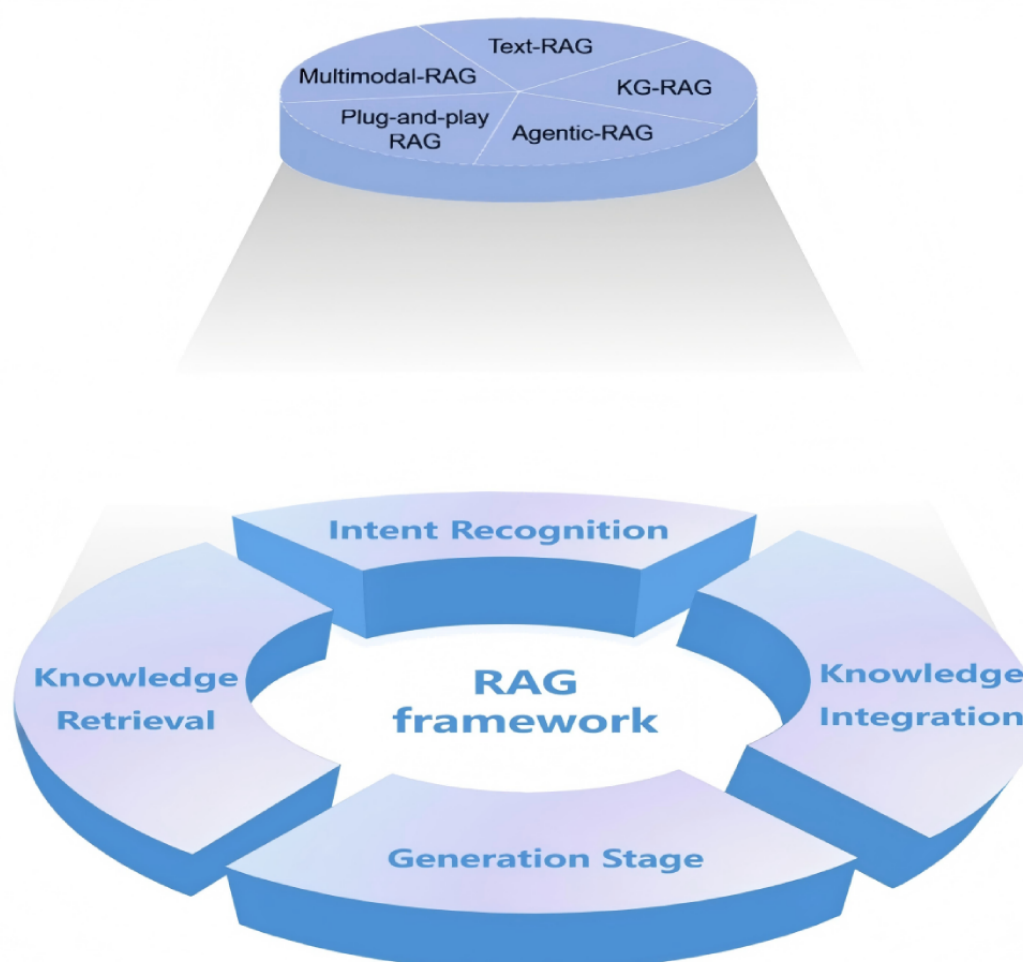 Text-RAG
Multimodal-RAG
KG-RAG
Plug-and-play
RAG
Agentic-RAG
Intent Recognition
Knowledge
Retrieval
RAG
framework
Knowledge
Integration
Generation Stage